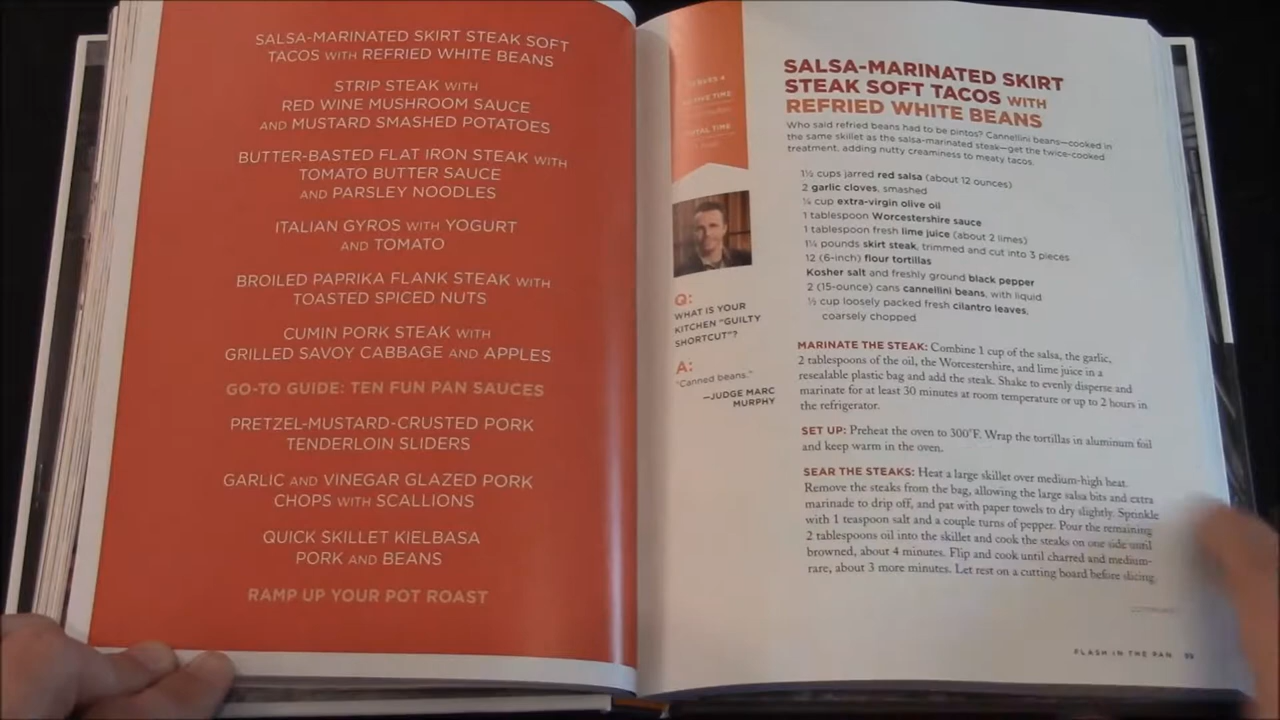 SALSA-MARINATED SKIRT STEAK SOFT
TACOS WITH REFRIED WHITE BEANS
STRIP STEAK WITH
RED WINE MUSHROOM SAUCE
AND MUSTARD SMASHED POTATOES
BUTTER-BASTED FLAT IRON STEAK WITH
TOMATO BUTTER SAUCE
AND PARSLEY NOODLES
ITALIAN GYROS WITH YOGURT
AND TOMATO
BROILED PAPRIKA FLANK STEAK WITH
TOASTED SPICED NUTS
CUMIN PORK STEAK WITH
GRILLED SAVOY CABBAGE AND APPLES
GO-TO GUIDE: TEN FUN PAN SAUCES
PRETZEL-MUSTARD-CRUSTED PORK
TENDERLOIN SLIDERS
GARLIC AND VINEGAR GLAZED PORK
CHOPS WITH SCALLIONS
QUICK SKILLET KIELBASA
PORK AND BEANS
RAMP UP YOUR POT ROAST
SERVES 4
ACTIVE TIME
TOTAL TIME
Q:
WHAT IS YOUR
KITCHEN "GUILTY
SHORTCUT"?
A:
"Canned beans."
—JUDGE MARC
MURPHY
SALSA-MARINATED SKIRT
STEAK SOFT TACOS WITH
REFRIED WHITE BEANS
Who said refried beans had to be pintos? Cannellini beans—cooked in
the same skillet as the salsa-marinated steak—get the twice-cooked
treatment, adding nutty creaminess to meaty tacos.
1½ cups jarred red salsa (about 12 ounces)
2 garlic cloves, smashed
¼ cup extra-virgin olive oil
1 tablespoon Worcestershire sauce
1 tablespoon fresh lime juice (about 2 limes)
1¼ pounds skirt steak, trimmed and cut into 3 pieces
12 (6-inch) flour tortillas
Kosher salt and freshly ground black pepper
2 (15-ounce) cans cannellini beans, with liquid
½ cup loosely packed fresh cilantro leaves,
coarsely chopped
MARINATE THE STEAK: Combine 1 cup of the salsa, the garlic,
2 tablespoons of the oil, the Worcestershire, and lime juice in a
resealable plastic bag and add the steak. Shake to evenly disperse and
marinate for at least 30 minutes at room temperature or up to 2 hours in
the refrigerator.
SET UP: Preheat the oven to 300°F. Wrap the tortillas in aluminum foil
and keep warm in the oven.
SEAR THE STEAKS: Heat a large skillet over medium-high heat.
Remove the steaks from the bag, allowing the large salsa bits and extra
marinade to drip off, and pat with paper towels to dry slightly. Sprinkle
with 1 teaspoon salt and a couple turns of pepper. Pour the remaining
2 tablespoons oil into the skillet and cook the steaks on one side until
browned, about 4 minutes. Flip and cook until charred and medium-
rare, about 3 more minutes. Let rest on a cutting board before slicing
FLASH IN THE PAN